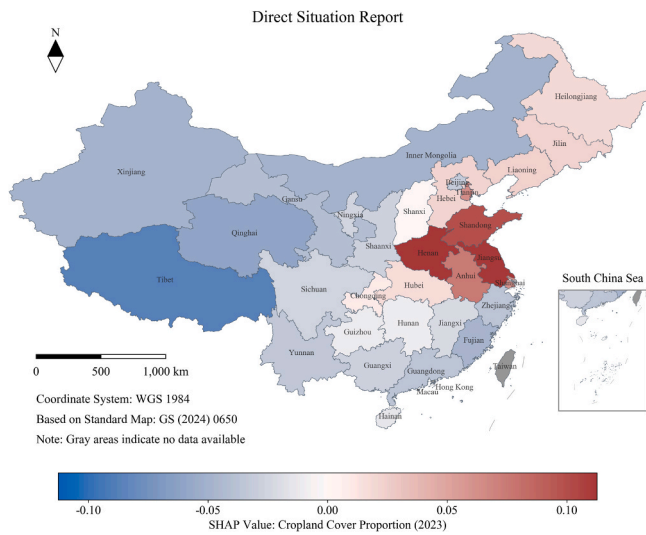 Direct Situation Report
N
Heilongjiang
Jilin
Liaoning
Inner Mongolia
Xinjiang
Beijing
Tianjin
Hebei
Gansu
Ningxia
Shanxi
Shandong
Qinghai
Shaanxi
Henan
Jiangsu
Tibet
Anhui
Shanghai
South China Sea
Sichuan
Hubei
Chongqing
Zhejiang
Guizhou
Hunan
Jiangxi
Fujian
Yunnan
Guangxi
Guangdong
Taiwan
Hong Kong
Macau
Hainan
0 500 1,000 km
Coordinate System: WGS 1984
Based on Standard Map: GS (2024) 0650
Note: Gray areas indicate no data available
-0.10 -0.05 0.00 0.05 0.10
SHAP Value: Cropland Cover Proportion (2023)